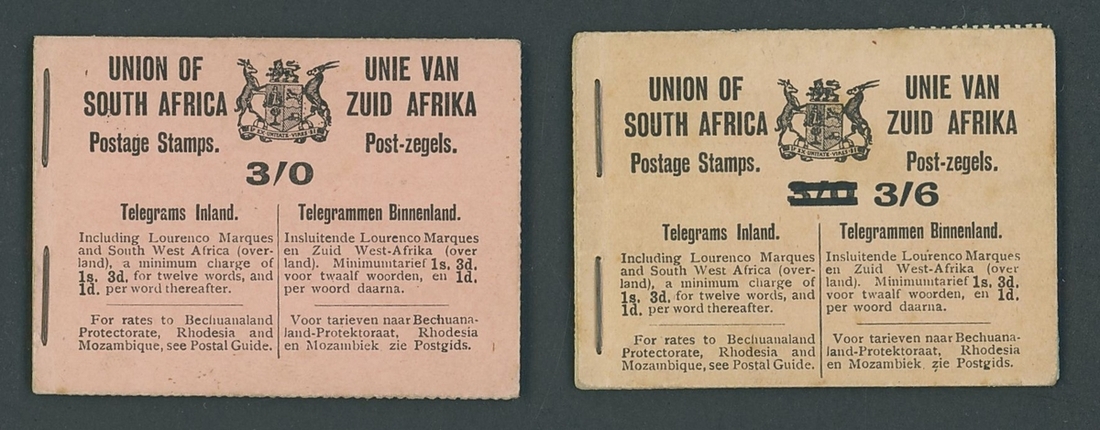 UNION OF
SOUTH AFRICA
Postage Stamps.
UNIE VAN
ZUID AFRIKA
Post-zegels.
EX UNITATE VIRES
3/0
Telegrams Inland.
Including Lourenco Marques
and South West Africa (over-
land), a minimum charge of
1s. 3d. for twelve words, and
1d. per word thereafter.
For rates to Bechuanaland
Protectorate, Rhodesia and
Mozambique, see Postal Guide.
Telegrammen Binnenland.
Insluitende Lourenco Marques
en Zuid West-Afrika (over
land). Minimumtarief 1s. 3d.
voor twaalf woorden, en 1d.
per woord daarna.
Voor tarieven naar Bechuana-
land-Protektoraat, Rhodesia
en Mozambiek zie Postgids.
UNION OF
SOUTH AFRICA
Postage Stamps.
UNIE VAN
ZUID AFRIKA
Post-zegels.
EX UNITATE VIRES
3/0 3/6
Telegrams Inland.
Including Lourenco Marques
and South West Africa (over-
land), a minimum charge of
1s. 3d. for twelve words, and
1d. per word thereafter.
For rates to Bechuanaland
Protectorate, Rhodesia and
Mozambique, see Postal Guide.
Telegrammen Binnenland.
Insluitende Lourenco Marques
en Zuid West-Afrika (over
land). Minimumtarief 1s. 3d.
voor twaalf woorden, en 1d.
per woord daarna.
Voor tarieven naar Bechuana-
land-Protektoraat, Rhodesia
en Mozambiek zie Postgids.